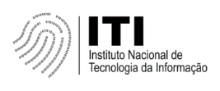 ITI
Instituto Nacional de
Tecnologia da Informação